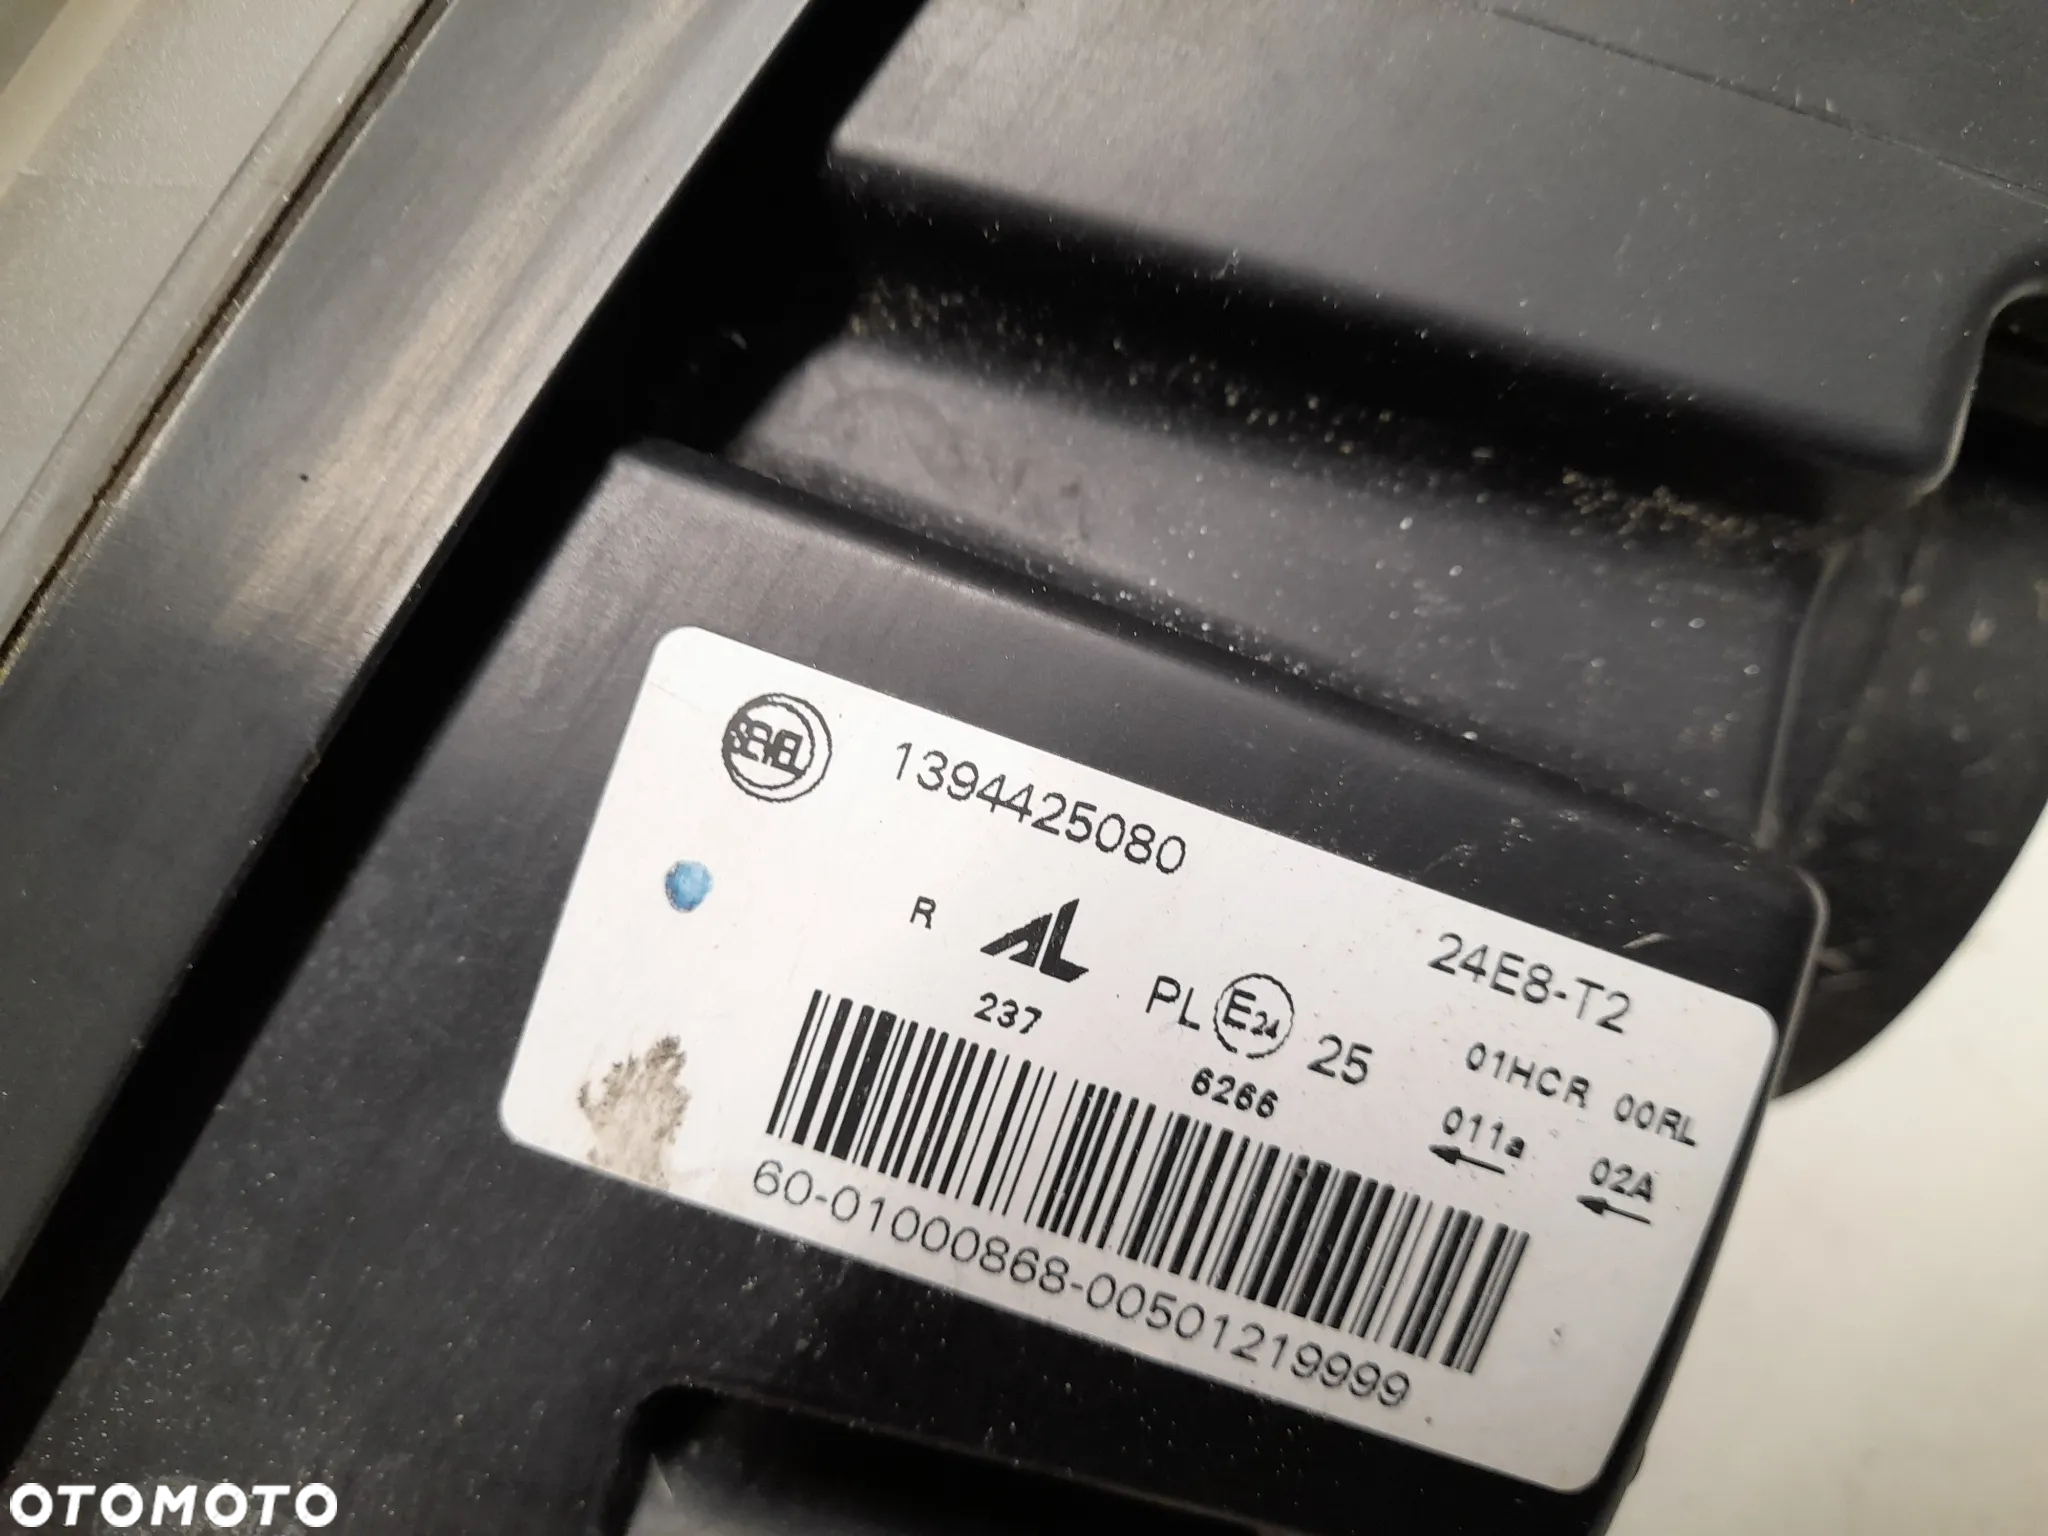 SEVEL 1394425080
24E8-T2
R AL PL E24 25
237 6266
01HCR 00RL
011a 02A
60-01000868-00501219999
OTOMOTO